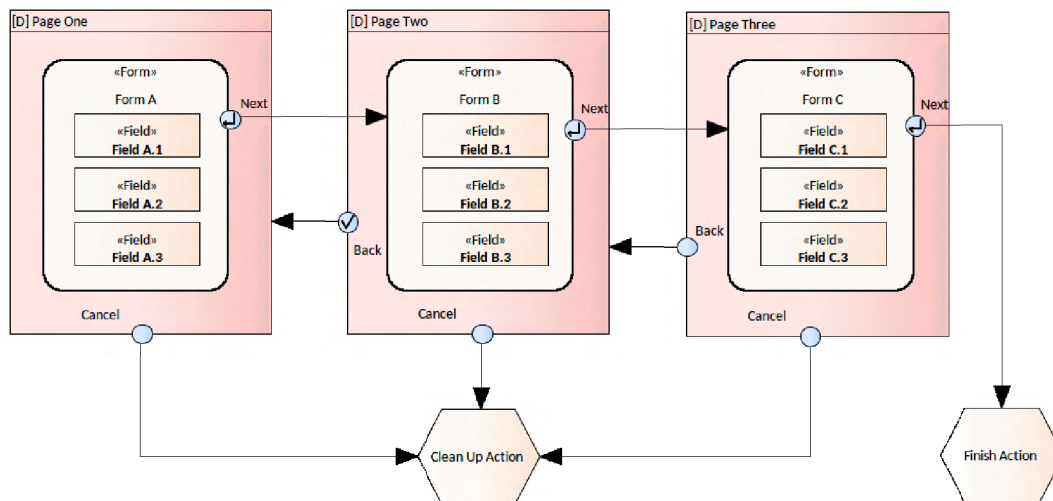 [D] Page One
«Form»
Form A
«Field»
Field A.1
«Field»
Field A.2
«Field»
Field A.3
Next
Cancel
[D] Page Two
«Form»
Form B
«Field»
Field B.1
«Field»
Field B.2
«Field»
Field B.3
Next
Back
Cancel
[D] Page Three
«Form»
Form C
«Field»
Field C.1
«Field»
Field C.2
«Field»
Field C.3
Next
Back
Cancel
Clean Up Action
Finish Action